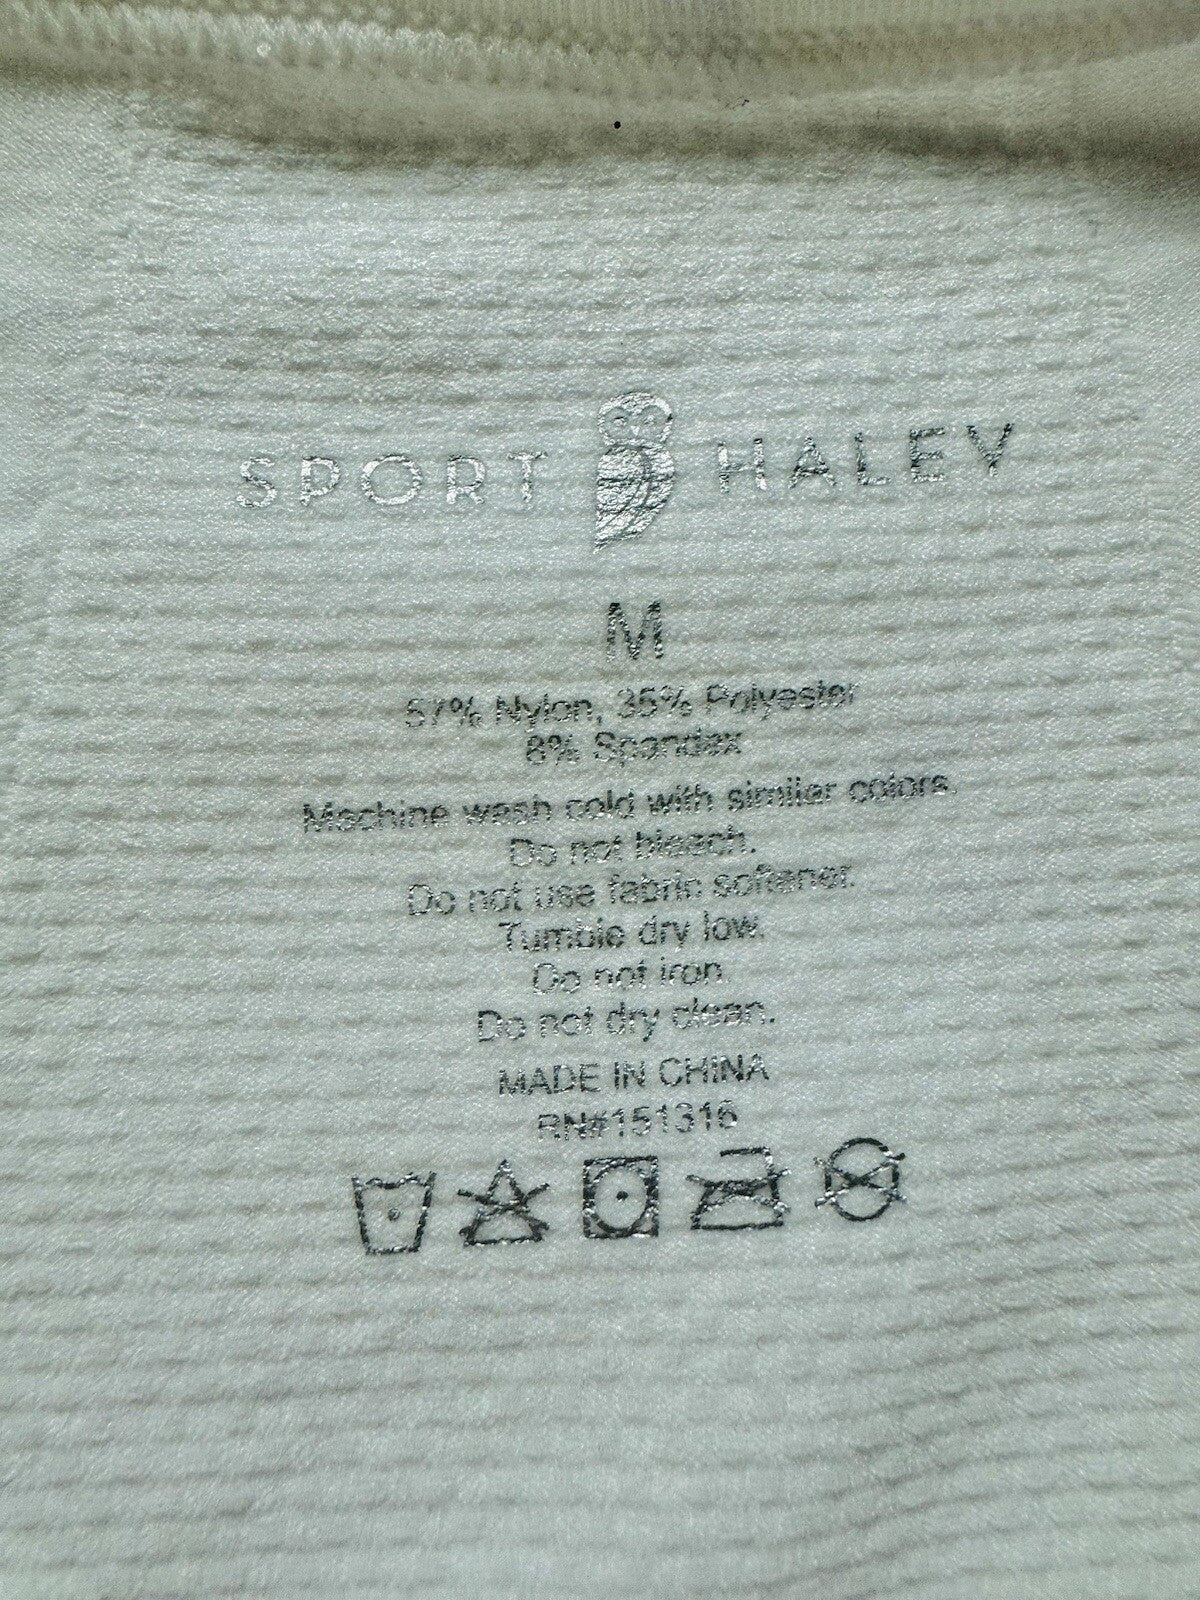 SPORT HALEY
M
57% Nylon, 35% Polyester
8% Spandex
Machine wash cold with similar colors.
Do not bleach.
Do not use fabric softener.
Tumble dry low.
Do not iron.
Do not dry clean.
MADE IN CHINA
RN#151316